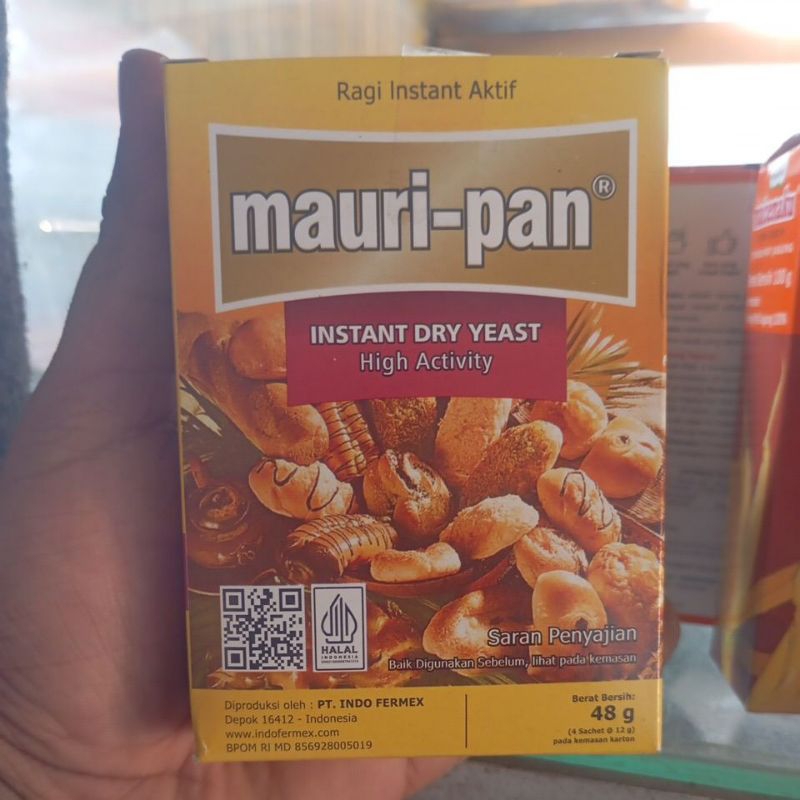 Ragi Instant Aktif
mauri-pan®
INSTANT DRY YEAST
High Activity
HALAL
INDONESIA
Saran Penyajian
Baik Digunakan Sebelum, lihat pada kemasan
Diproduksi oleh : PT. INDO FERMEX
Depok 16412 - Indonesia
www.indofermex.com
BPOM RI MD 856928005019
Berat Bersih:
48 g
(4 Sachet @ 12 g)
pada kemasan karton